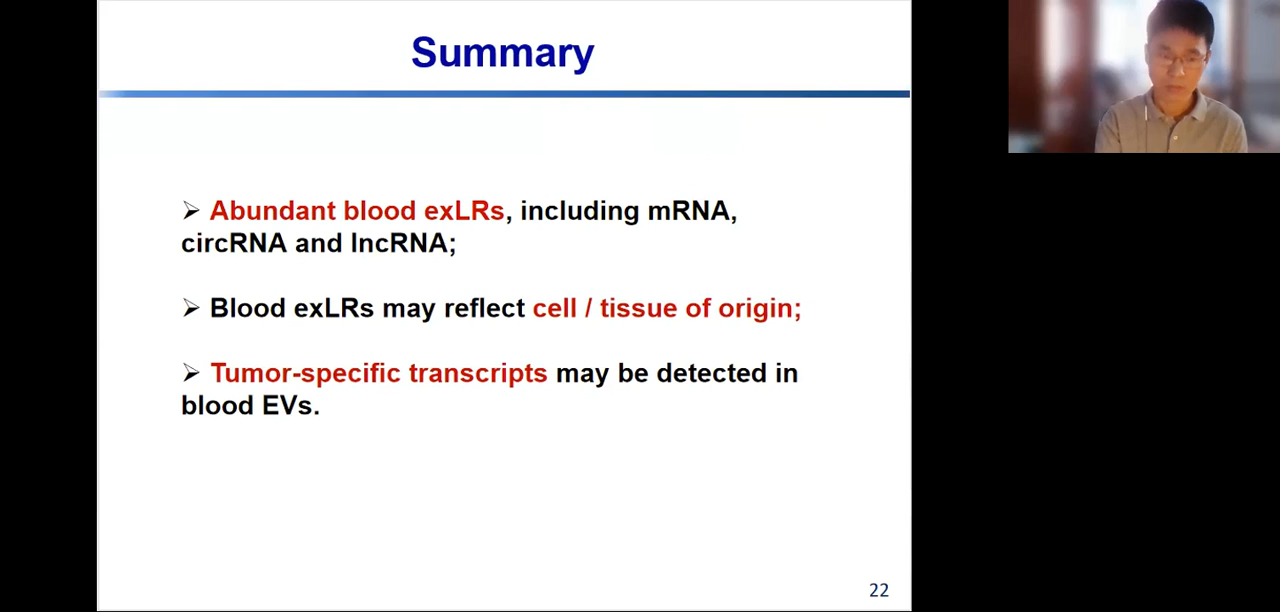 Summary
➢ Abundant blood exLRs, including mRNA,
circRNA and lncRNA;
➢ Blood exLRs may reflect cell / tissue of origin;
➢ Tumor-specific transcripts may be detected in
blood EVs.
22